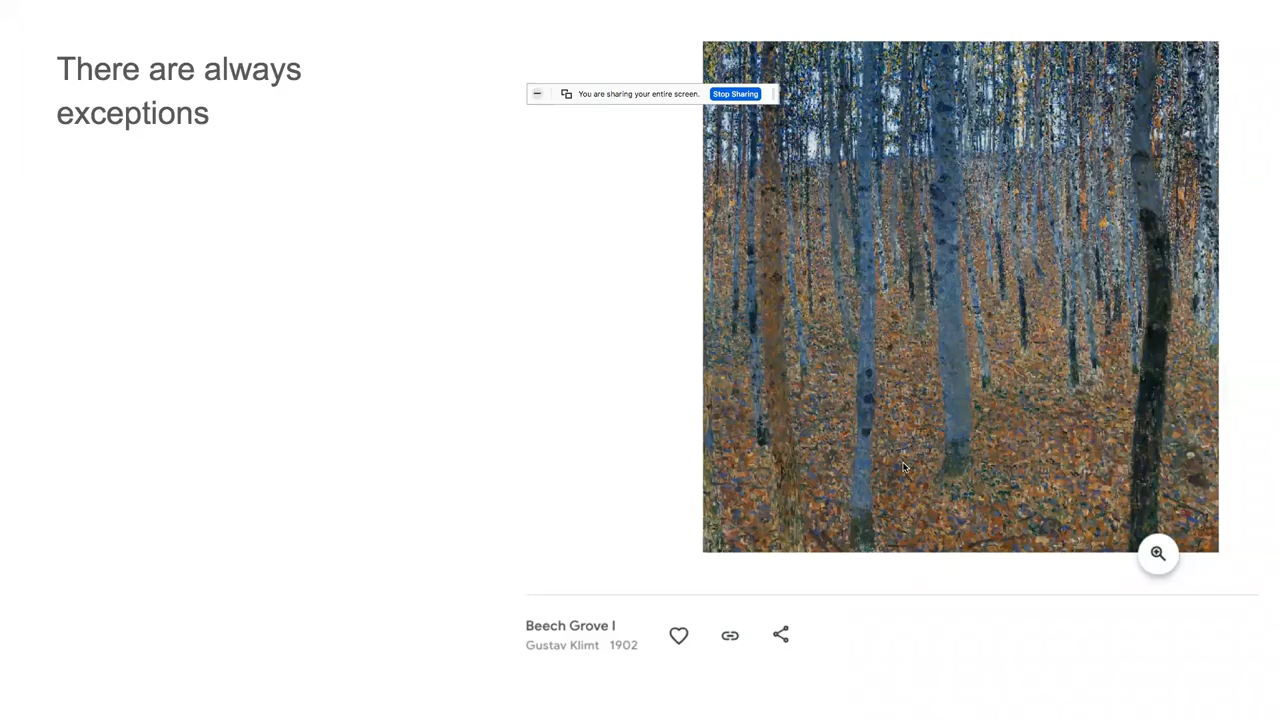 There are always
exceptions
You are sharing your entire screen. Stop Sharing
Beech Grove I
Gustav Klimt 1902